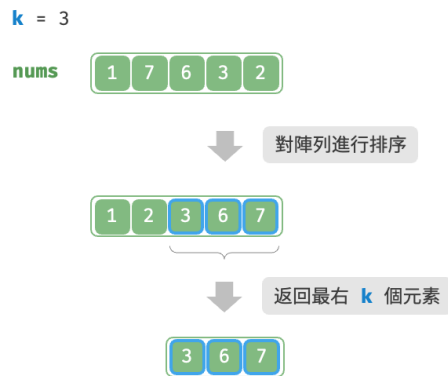 k = 3
nums 1 7 6 3 2
對陣列進行排序
1 2 3 6 7
返回最右 k 個元素
3 6 7